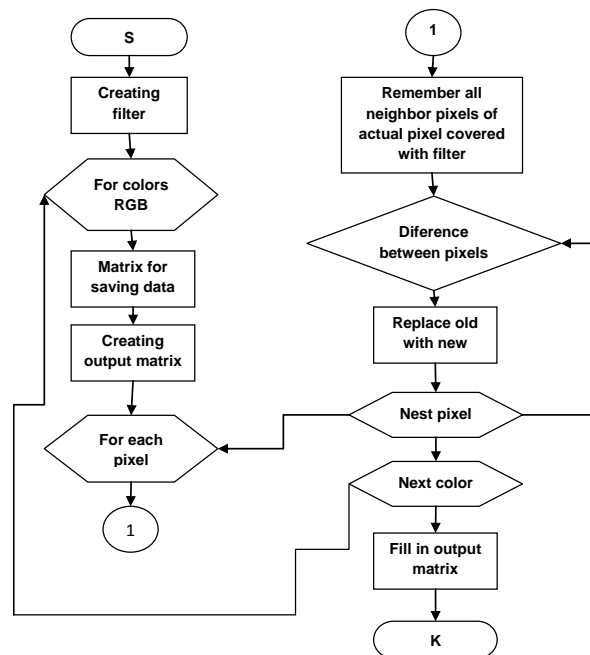 S
Creating
filter
For colors
RGB
Matrix for
saving data
Creating
output matrix
For each
pixel
1
1
Remember all
neighbor pixels of
actual pixel covered
with filter
Diference
between pixels
Replace old
with new
Nest pixel
Next color
Fill in output
matrix
K